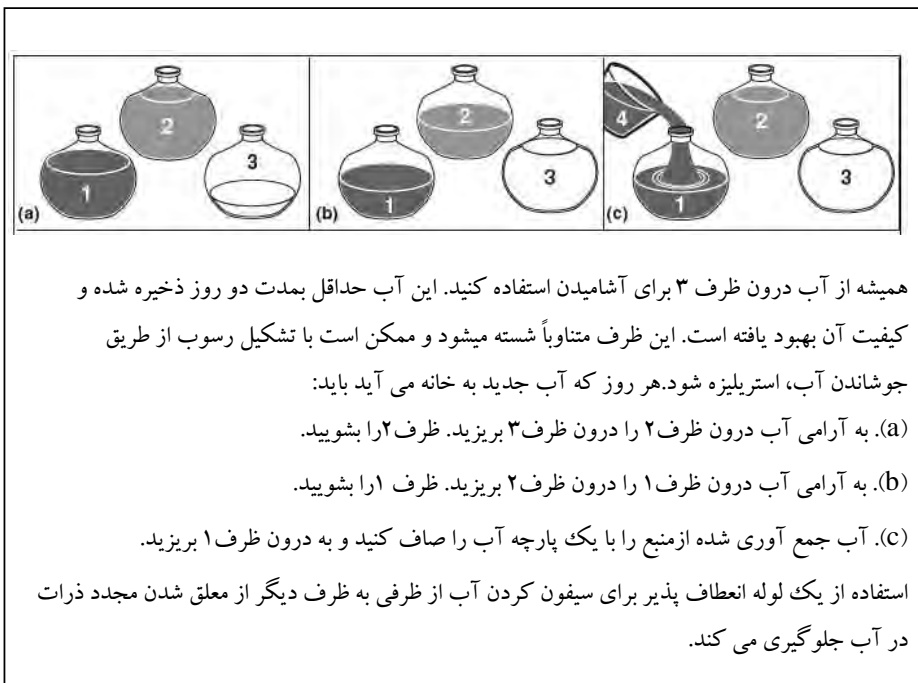 2
3
1
(a)
2
3
1
(b)
4
2
3
1
(c)
همیشه از آب درون ظرف ۳ برای آشامیدن استفاده کنید. این آب حداقل بمدت دو روز ذخیره شده و
کیفیت آن بهبود یافته است. این ظرف متناوباً شسته میشود و ممکن است با تشکیل رسوب از طریق
جوشاندن آب، استریلیزه شود.هر روز که آب جدید به خانه می آید باید:
(a). به آرامی آب درون ظرف۲ را درون ظرف۳ بریزید. ظرف۲را بشویید.
(b). به آرامی آب درون ظرف۱ را درون ظرف۲ بریزید. ظرف ۱را بشویید.
(c). آب جمع آوری شده ازمنبع را با یک پارچه آب را صاف کنید و به درون ظرف۱ بریزید.
استفاده از یک لوله انعطاف پذیر برای سیفون کردن آب از ظرفی به ظرف دیگر از معلق شدن مجدد ذرات
در آب جلوگیری می کند.